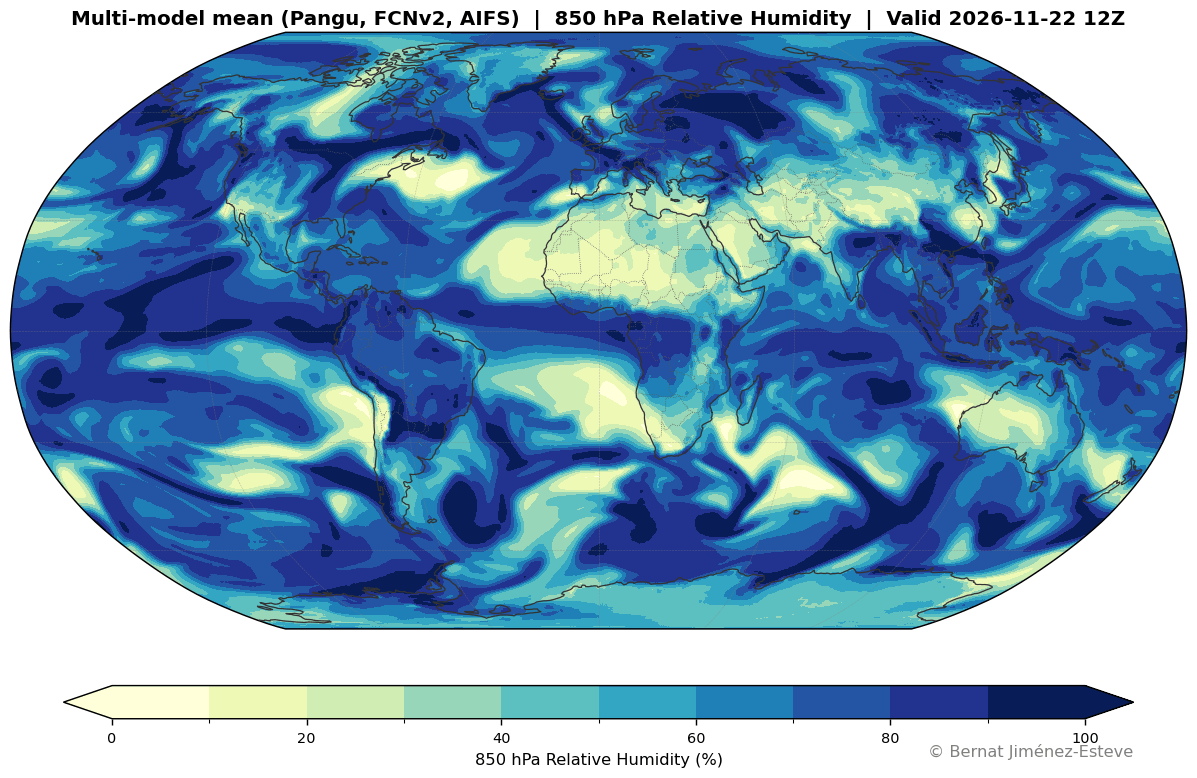 Multi-model mean (Pangu, FCNv2, AIFS)  |  850 hPa Relative Humidity  |  Valid 2026-11-22 12Z
0 20 40 60 80 100
850 hPa Relative Humidity (%)
© Bernat Jiménez-Esteve